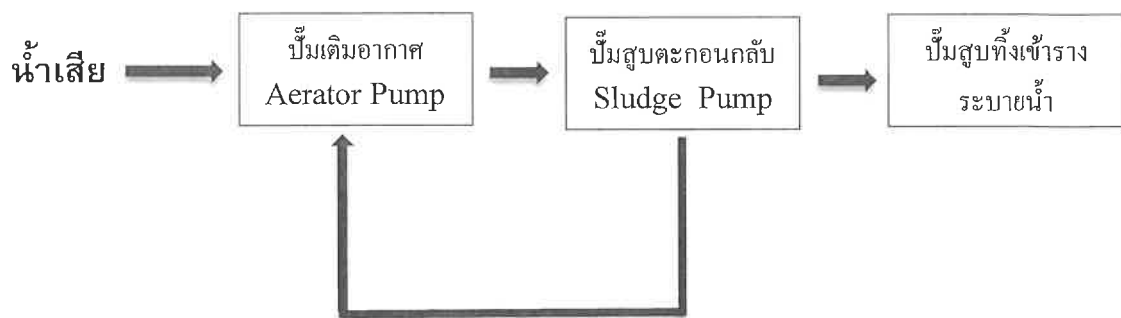 น้ำเสีย
ปั๊มเติมอากาศ
Aerator Pump
ปั๊มสูบตะกอนกลับ
Sludge Pump
ปั๊มสูบทิ้งเข้าราง
ระบายน้ำ